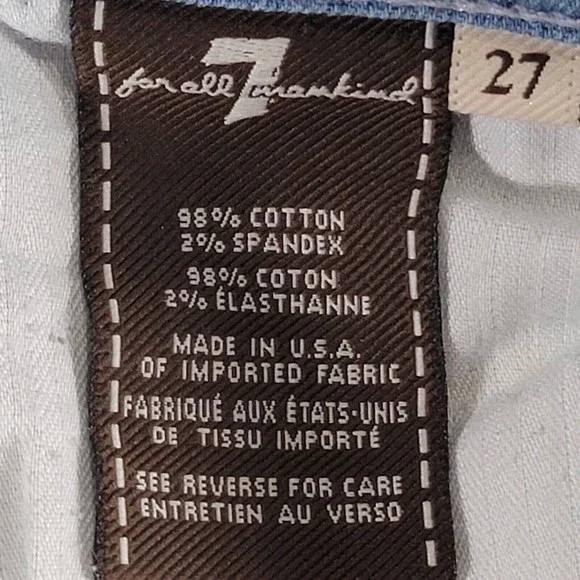 7 for all mankind
27
98% COTTON
2% SPANDEX
98% COTON
2% ÉLASTHANNE
MADE IN U.S.A.
OF IMPORTED FABRIC
FABRIQUÉ AUX ÉTATS-UNIS
DE TISSU IMPORTÉ
SEE REVERSE FOR CARE
ENTRETIEN AU VERSO